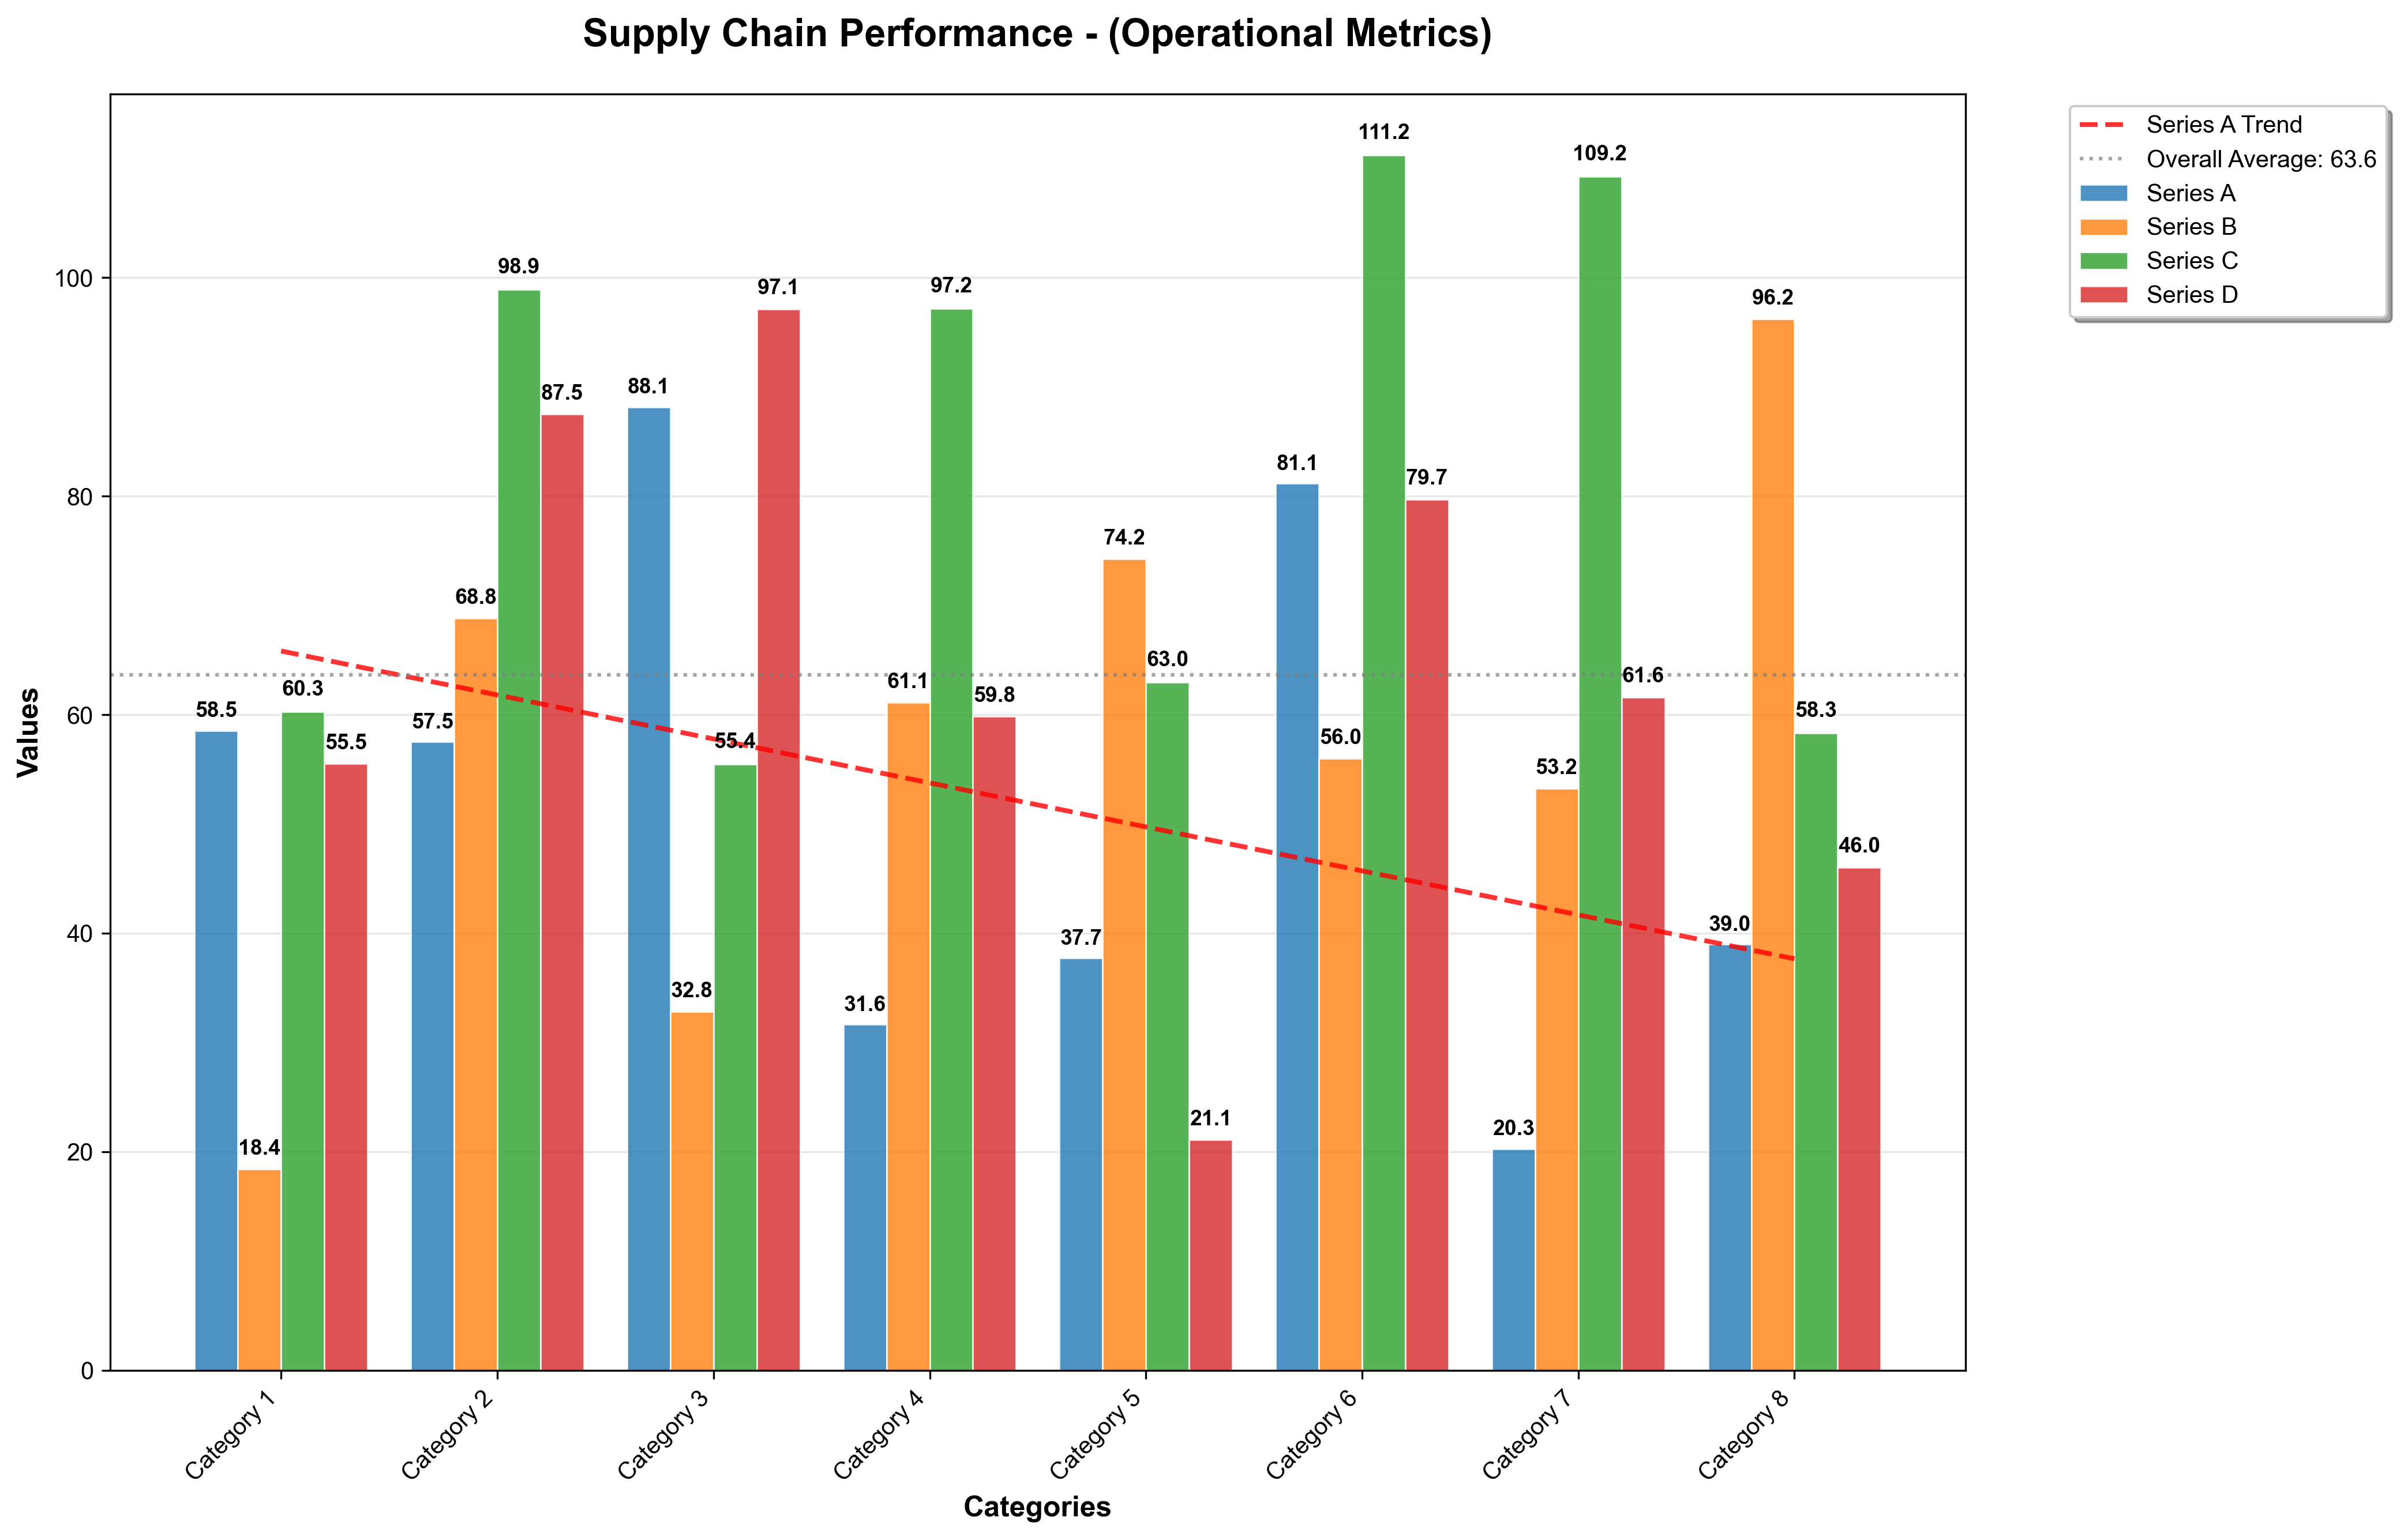 Supply Chain Performance - (Operational Metrics)
Series A Trend
Overall Average: 63.6
Series A
Series B
Series C
Series D
Values
100
80
60
40
20
0
58.5
18.4
60.3
55.5
57.5
68.8
98.9
87.5
88.1
32.8
55.4
97.1
31.6
61.1
97.2
59.8
37.7
74.2
63.0
21.1
81.1
56.0
111.2
79.7
20.3
53.2
109.2
61.6
39.0
96.2
58.3
46.0
Category 1
Category 2
Category 3
Category 4
Category 5
Category 6
Category 7
Category 8
Categories